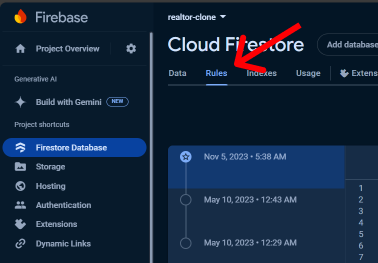 Firebase
Project Overview
Generative AI
Build with Gemini NEW
Project shortcuts
Firestore Database
Storage
Hosting
Authentication
Extensions
Dynamic Links
realtor-clone
Cloud Firestore
Add database
Data Rules Indexes Usage Extens
Nov 5, 2023 • 5:38 AM
May 10, 2023 • 12:43 AM
May 10, 2023 • 12:29 AM
1
2
3
4
5
6
7